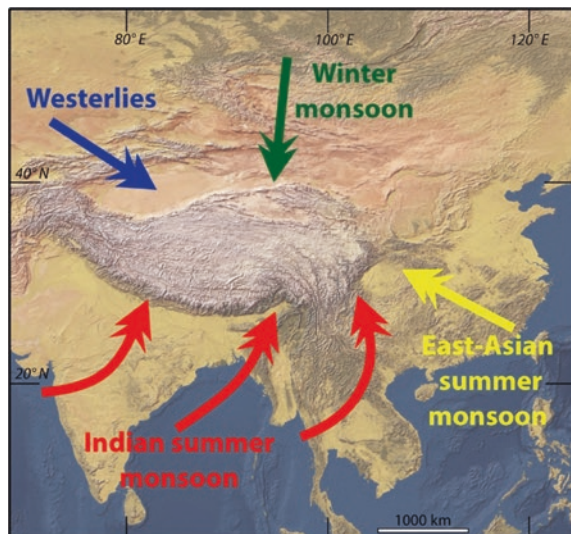 80° E
100° E
120° E
Westerlies
Winter
monsoon
40° N
East-Asian
summer
monsoon
20° N
Indian summer
monsoon
1000 km